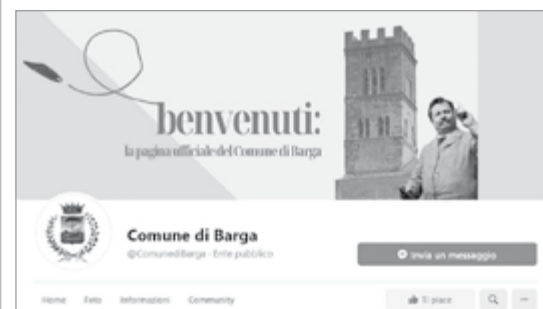 benvenuti:
la pagina ufficiale del Comune di Barga
Comune di Barga
@ComunediBarga · Ente pubblico
Invia un messaggio
Home Foto Informazioni Community
Ti piace